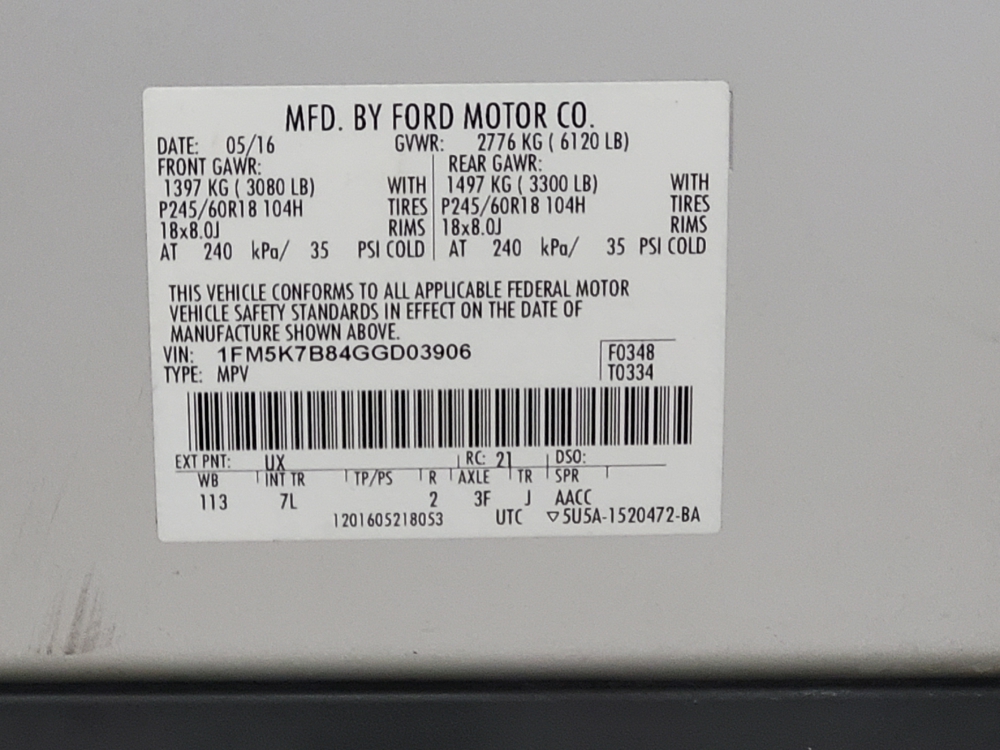 MFD. BY FORD MOTOR CO.
DATE: 05/16 GVWR: 2776 KG ( 6120 LB)
FRONT GAWR: REAR GAWR:
1397 KG ( 3080 LB) WITH 1497 KG ( 3300 LB) WITH
P245/60R18 104H TIRES P245/60R18 104H TIRES
18x8.0J RIMS 18x8.0J RIMS
AT 240 kPa/ 35 PSI COLD AT 240 kPa/ 35 PSI COLD
THIS VEHICLE CONFORMS TO ALL APPLICABLE FEDERAL MOTOR
VEHICLE SAFETY STANDARDS IN EFFECT ON THE DATE OF
MANUFACTURE SHOWN ABOVE.
VIN: 1FM5K7B84GGD03906 F0348
TYPE: MPV T0334
EXT PNT: UX RC: 21 DSO:
WB INT TR TP/PS R AXLE TR SPR
113 7L 2 3F J AACC
1201605218053 UTC ▽5U5A-1520472-BA